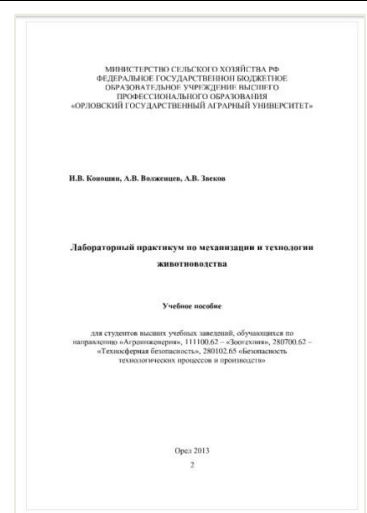 МИНИСТЕРСТВО СЕЛЬСКОГО ХОЗЯЙСТВА РФ
ФЕДЕРАЛЬНОЕ ГОСУДАРСТВЕННОН БЮДЖЕТНОЕ
ОБРАЗОВАТЕЛЬНОЕ УЧРЕЖДЕНИЕ ВЫСШЕГО
ПРОФЕССИОНАЛЬНОГО ОБРАЗОВАНИЯ
«ОРЛОВСКИЙ ГОСУДАРСТВЕННЫЙ АГРАРНЫЙ УНИВЕРСИТЕТ»
И.В. Коношин, А.В. Волженцев, А.В. Звеков
Лабораторный практикум по механизации и технологии
животноводства
Учебное пособие
для студентов высших учебных заведений, обучающихся по
направлению «Агроинженерия», 111100.62 – «Зоотехния», 280700.62 –
«Техносферная безопасность», 280102.65 «Безопасность
технологических процессов и производств»
Орел 2013
2